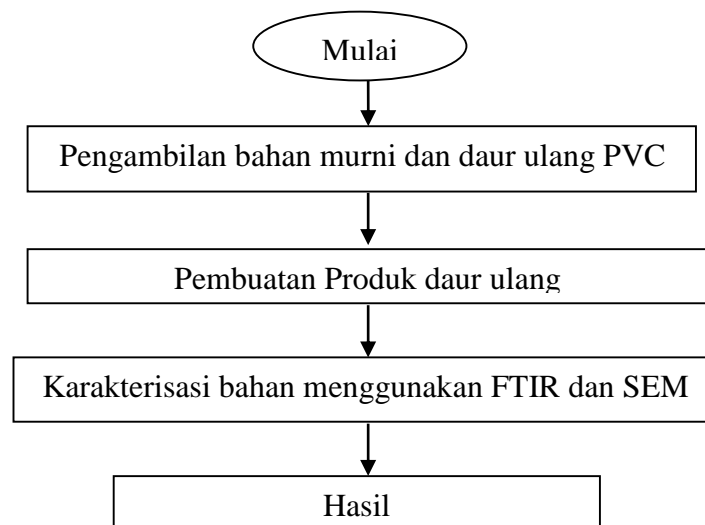 Mulai
Pengambilan bahan murni dan daur ulang PVC
Pembuatan Produk daur ulang
Karakterisasi bahan menggunakan FTIR dan SEM
Hasil